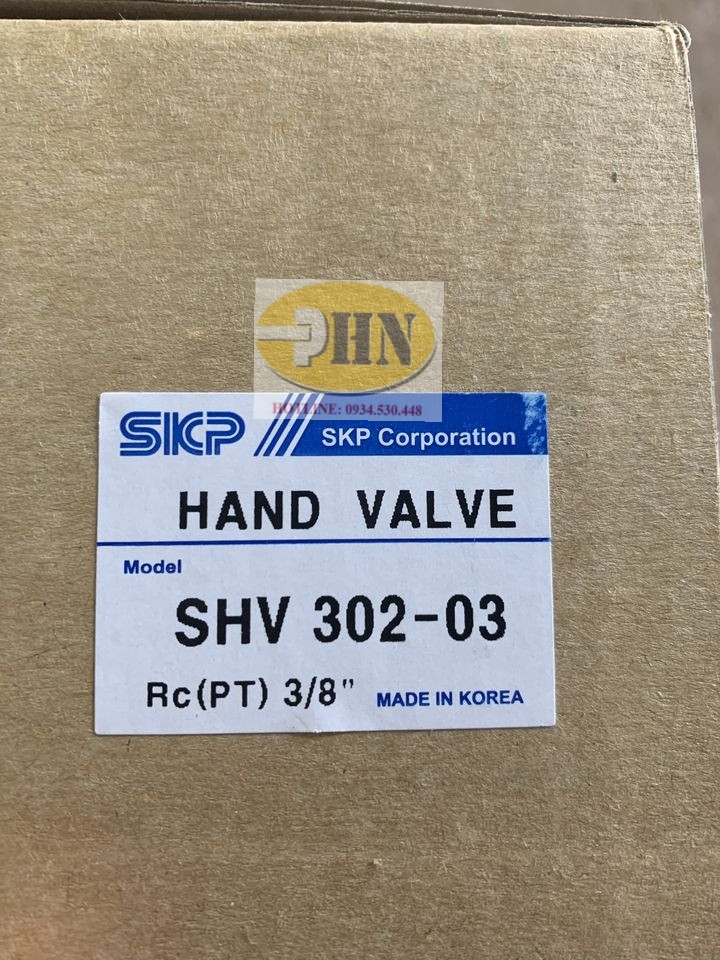 PHN
HOTLINE: 0934.530.448
SKP SKP Corporation
HAND VALVE
Model
SHV 302-03
Rc(PT) 3/8" MADE IN KOREA